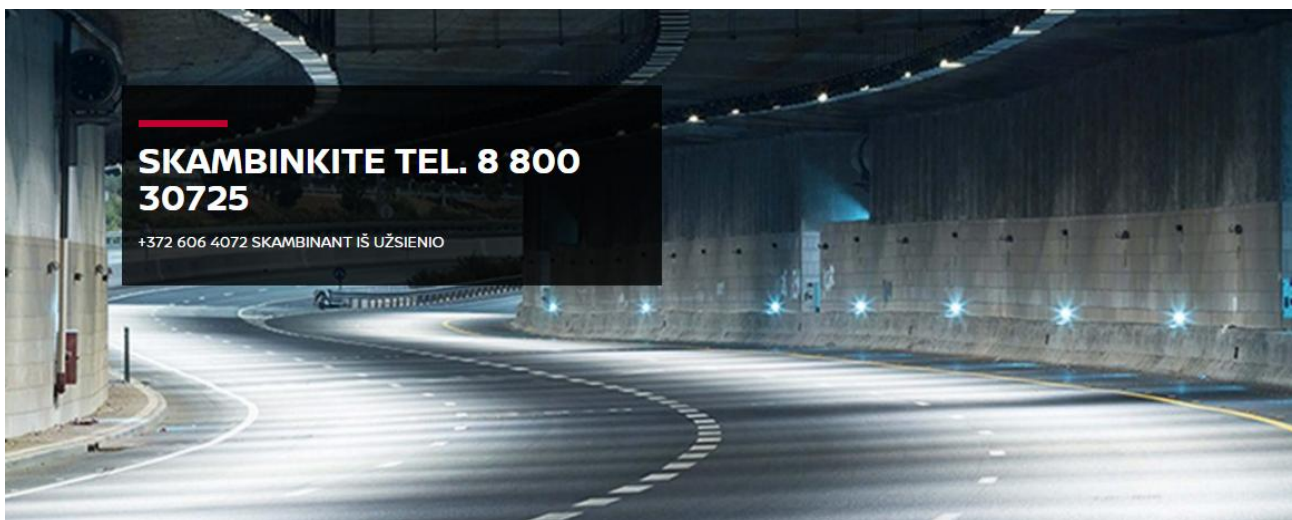 SKAMBINKITE TEL. 8 800
30725
+372 606 4072 SKAMBINANT IŠ UŽSIENIO